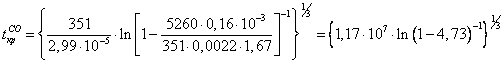 t_{кр}^{CO} = { 351 / 2,99·10^{-5} · ln [ 1 − 5260·0,16·10^{-3} / 351·0,0022·1,67 ]^{-1} }^{1/3} = { 1,17·10^{7} · ln (1 − 4,73)^{-1} }^{1/3}